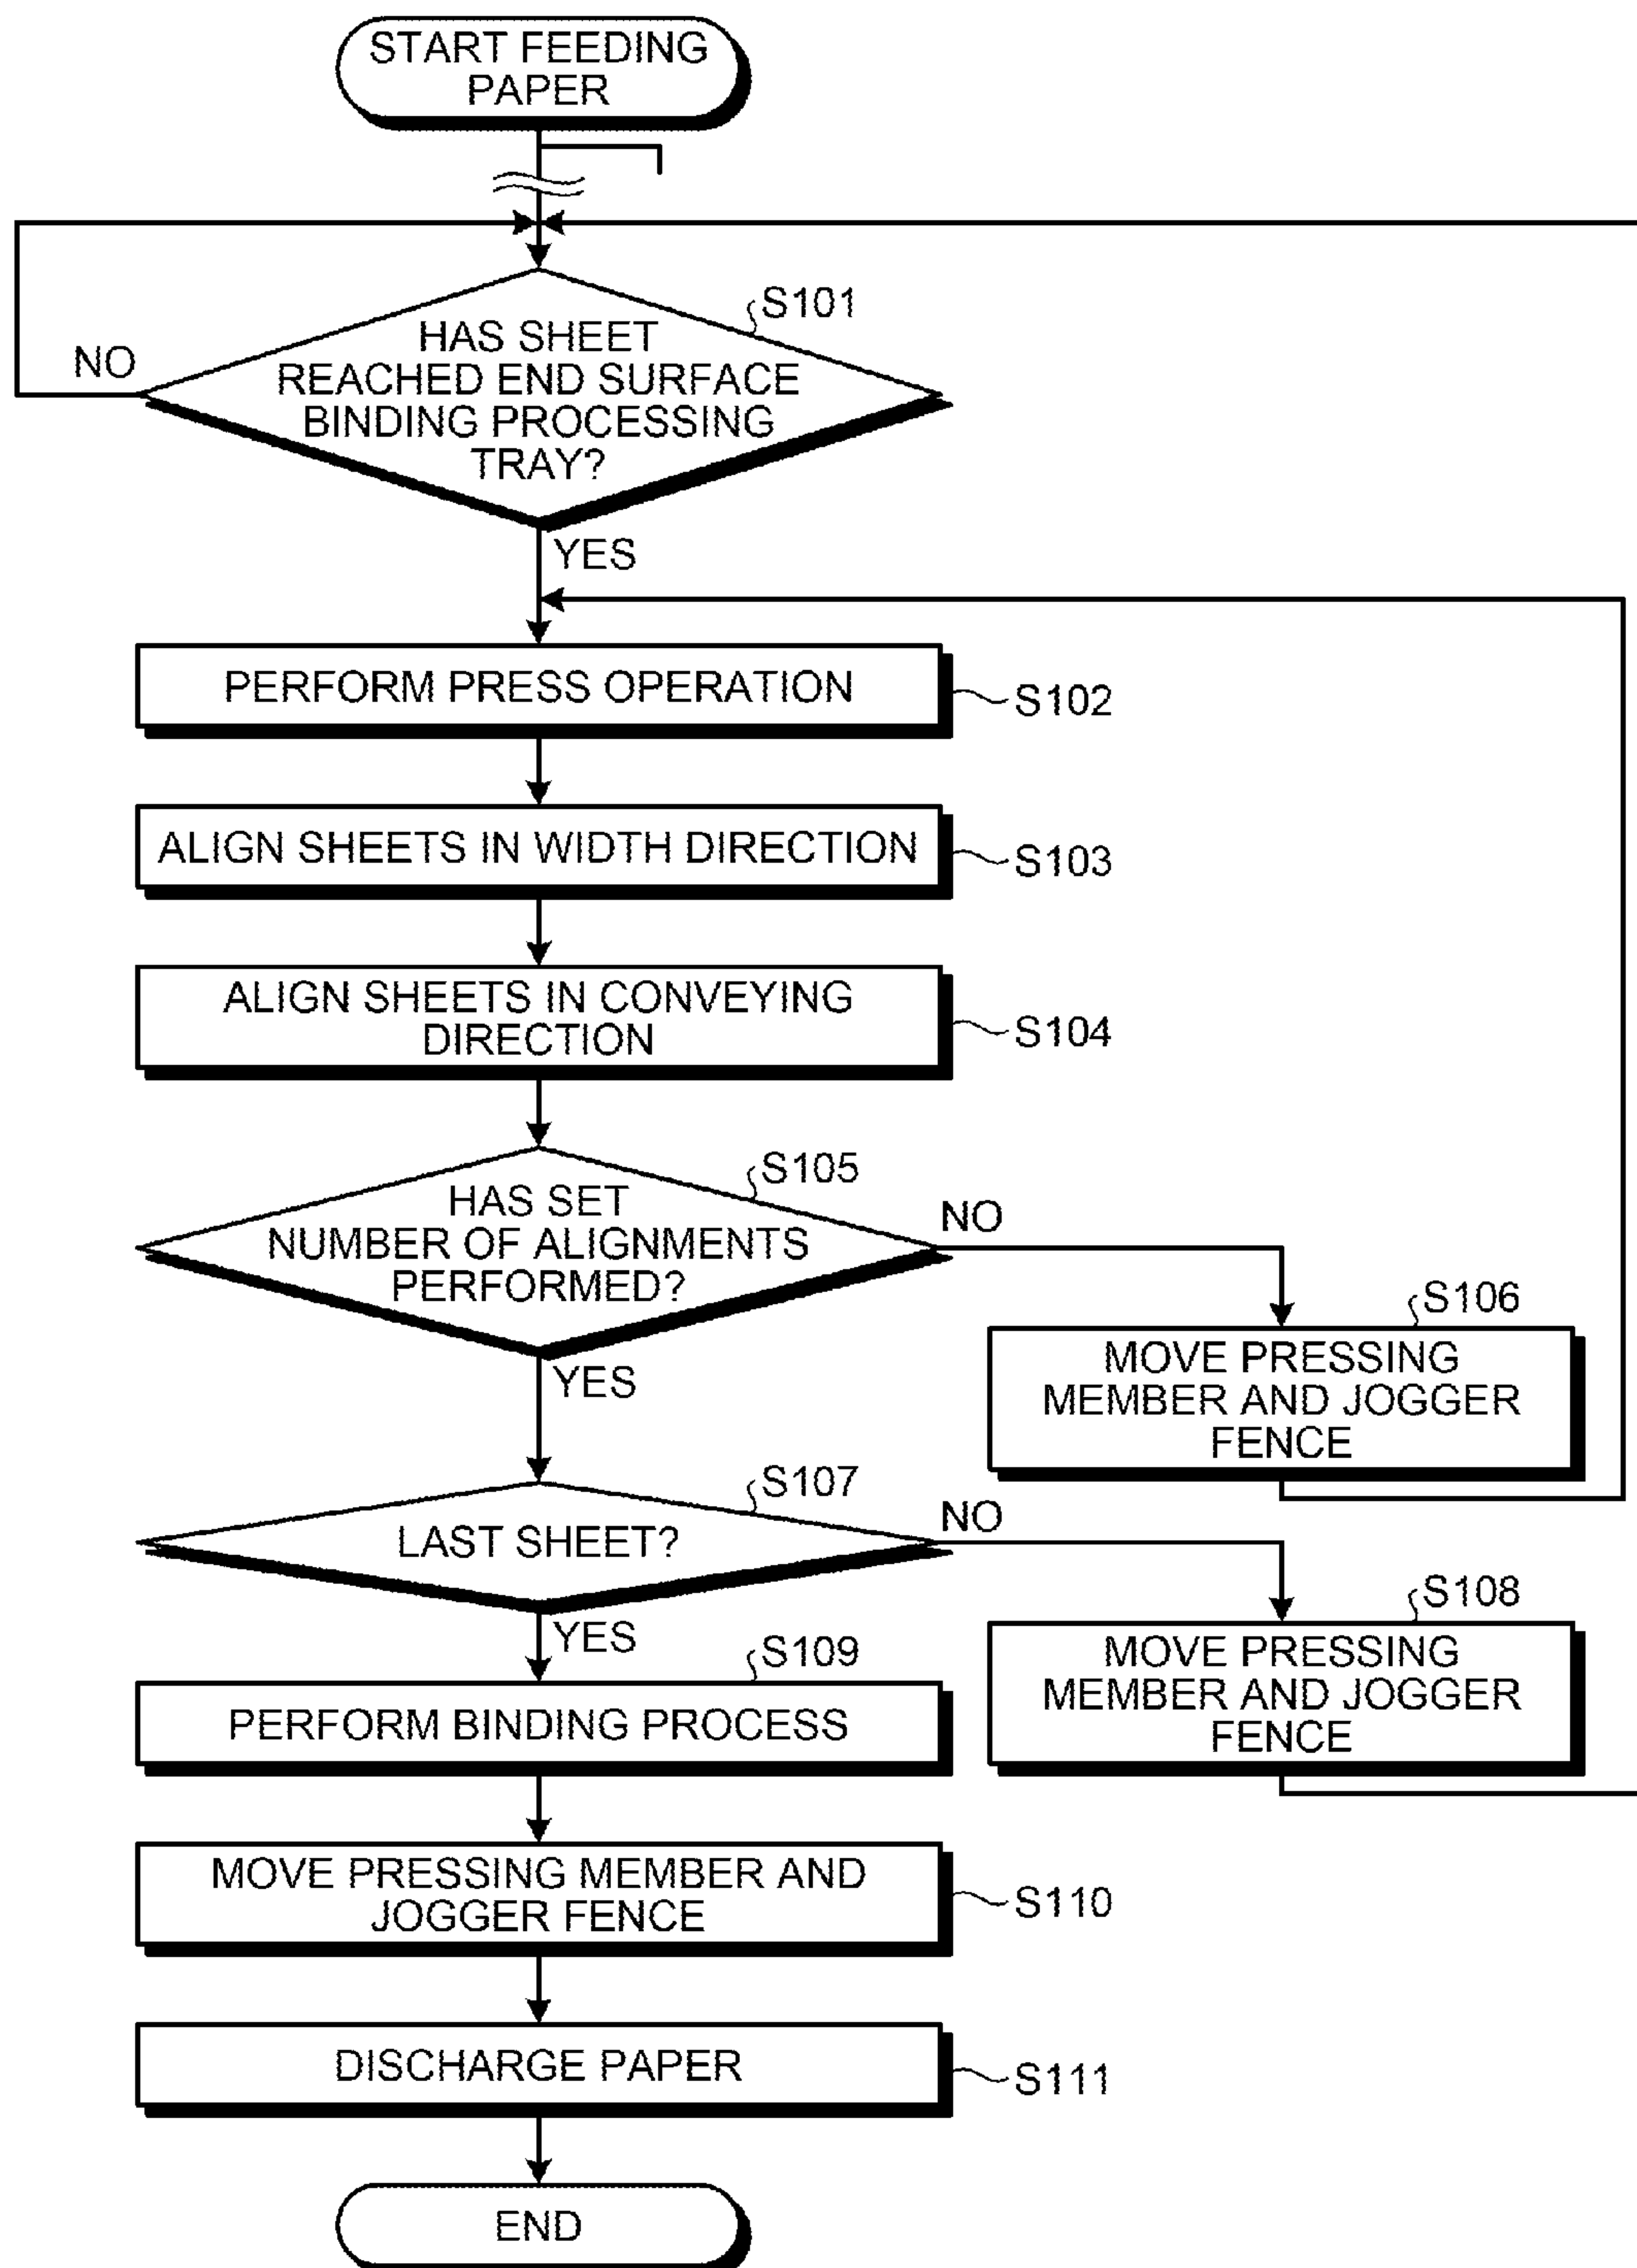 START FEEDING
PAPER
S101
HAS SHEET
REACHED END SURFACE
BINDING PROCESSING
TRAY?
NO
YES
PERFORM PRESS OPERATION
S102
ALIGN SHEETS IN WIDTH DIRECTION
S103
ALIGN SHEETS IN CONVEYING
DIRECTION
S104
S105
HAS SET
NUMBER OF ALIGNMENTS
PERFORMED?
NO
YES
S106
MOVE PRESSING
MEMBER AND JOGGER
FENCE
S107
LAST SHEET?
NO
YES
S108
MOVE PRESSING
MEMBER AND JOGGER
FENCE
S109
PERFORM BINDING PROCESS
MOVE PRESSING MEMBER AND
JOGGER FENCE
S110
DISCHARGE PAPER
S111
END